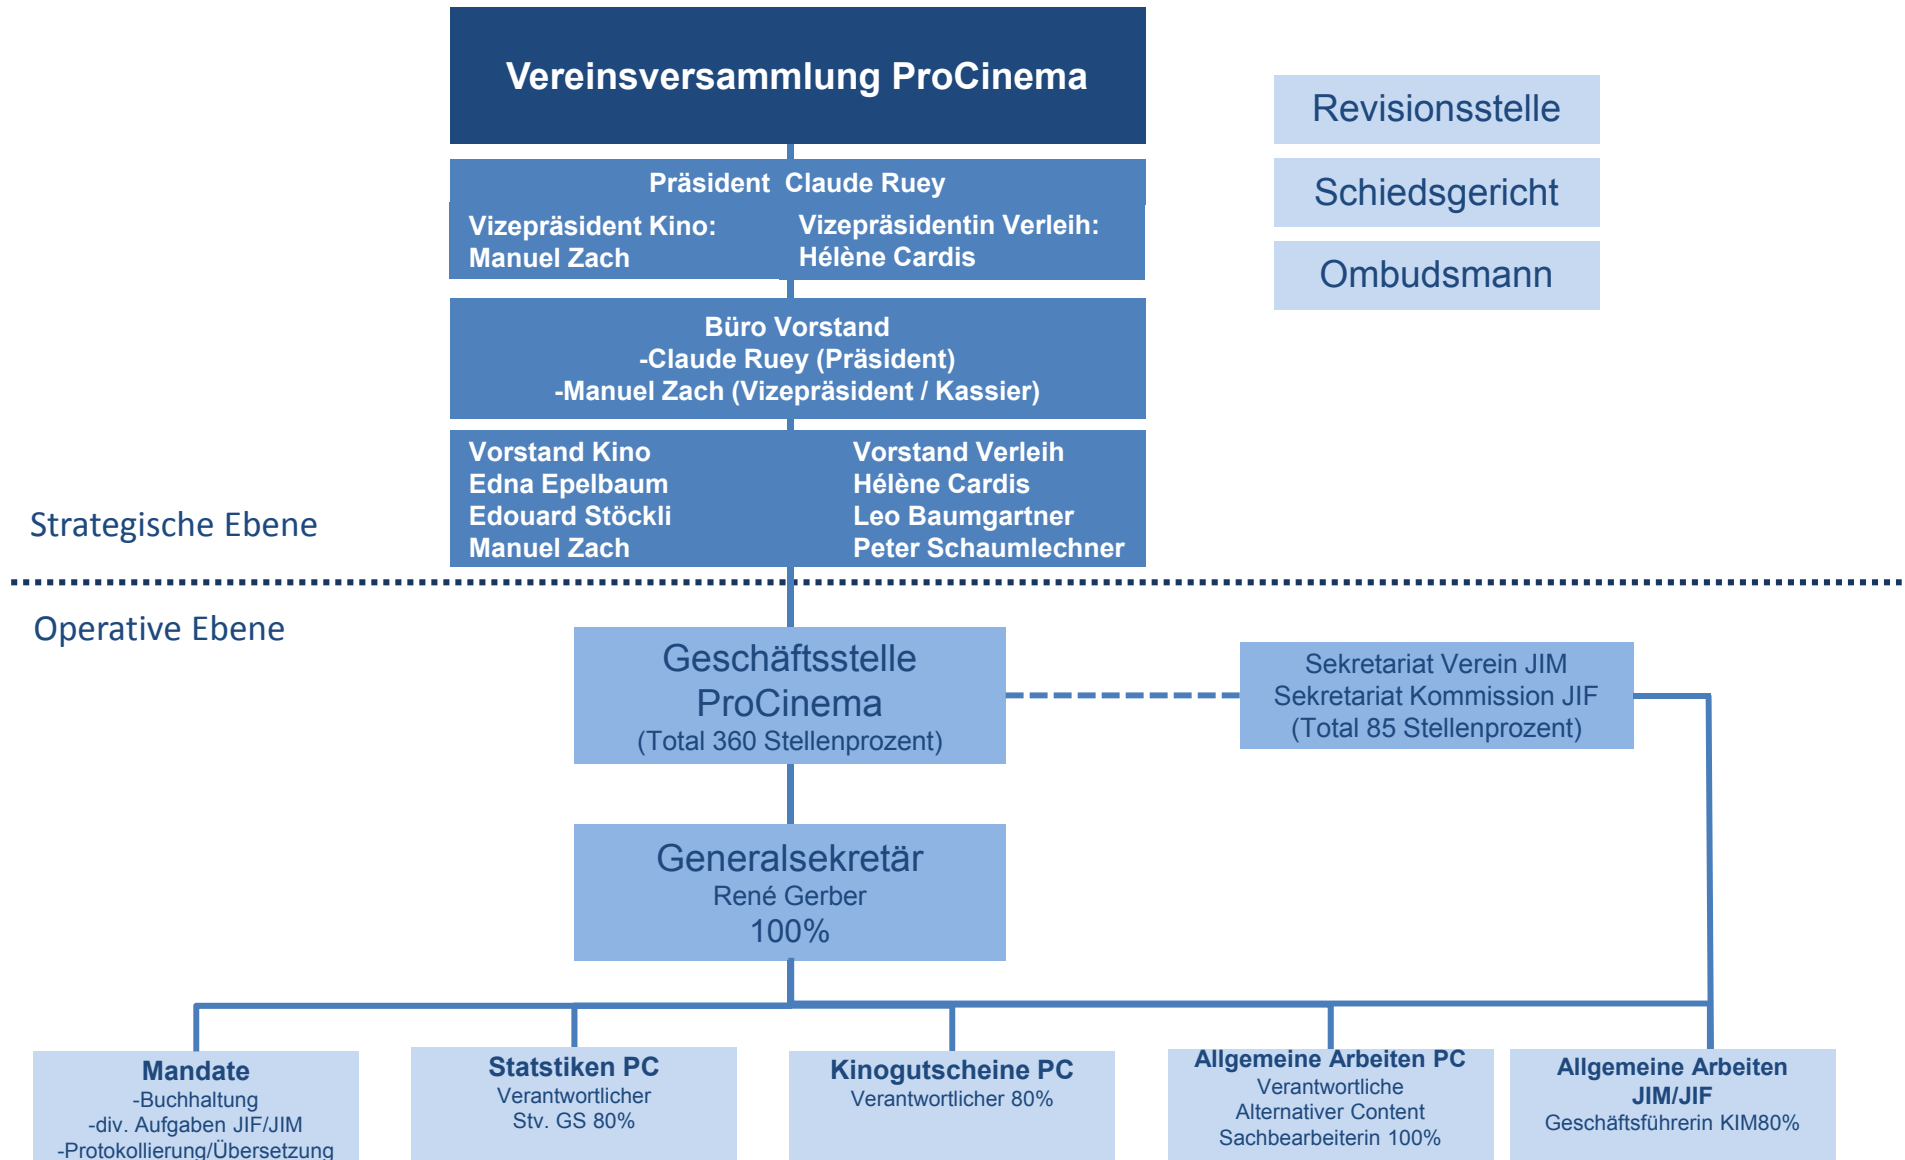 Vereinsversammlung ProCinema
Revisionsstelle
Schiedsgericht
Ombudsmann
Präsident  Claude Ruey
Vizepräsident Kino:
Manuel Zach
Vizepräsidentin Verleih:
Hélène Cardis
Büro Vorstand
-Claude Ruey (Präsident)
-Manuel Zach (Vizepräsident / Kassier)
Vorstand Kino
Edna Epelbaum
Edouard Stöckli
Manuel Zach
Vorstand Verleih
Hélène Cardis
Leo Baumgartner
Peter Schaumlechner
Strategische Ebene
Operative Ebene
Geschäftsstelle
ProCinema
(Total 360 Stellenprozent)
Sekretariat Verein JIM
Sekretariat Kommission JIF
(Total 85 Stellenprozent)
Generalsekretär
René Gerber
100%
Mandate
-Buchhaltung
-div. Aufgaben JIF/JIM
-Protokollierung/Übersetzung
Statstiken PC
Verantwortlicher
Stv. GS 80%
Kinogutscheine PC
Verantwortlicher 80%
Allgemeine Arbeiten PC
Verantwortliche
Alternativer Content
Sachbearbeiterin 100%
Allgemeine Arbeiten
JIM/JIF
Geschäftsführerin KIM80%